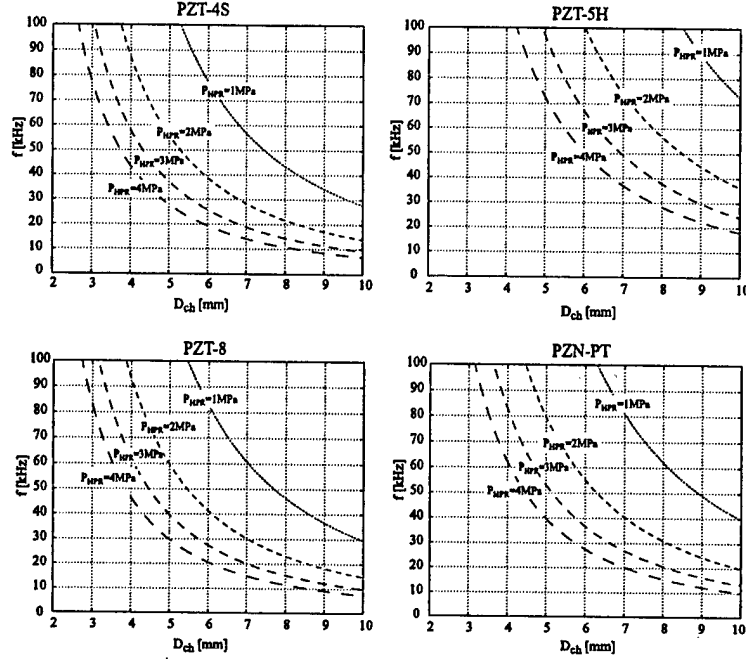 PZT-4S
100
90
80
70
60
50
40
30
20
10
0
f [kHz]
P_HPR=1MPa
P_HPR=2MPa
P_HPR=3MPa
P_HPR=4MPa
2 3 4 5 6 7 8 9 10
D_ch [mm]
PZT-5H
100
90
80
70
60
50
40
30
20
10
0
f [kHz]
P_HPR=1MPa
P_HPR=2MPa
P_HPR=3MPa
P_HPR=4MPa
2 3 4 5 6 7 8 9 10
D_ch [mm]
PZT-8
100
90
80
70
60
50
40
30
20
10
0
f [kHz]
P_HPR=1MPa
P_HPR=2MPa
P_HPR=3MPa
P_HPR=4MPa
2 3 4 5 6 7 8 9 10
D_ch [mm]
PZN-PT
100
90
80
70
60
50
40
30
20
10
0
f [kHz]
P_HPR=1MPa
P_HPR=2MPa
P_HPR=3MPa
P_HPR=4MPa
2 3 4 5 6 7 8 9 10
D_ch [mm]